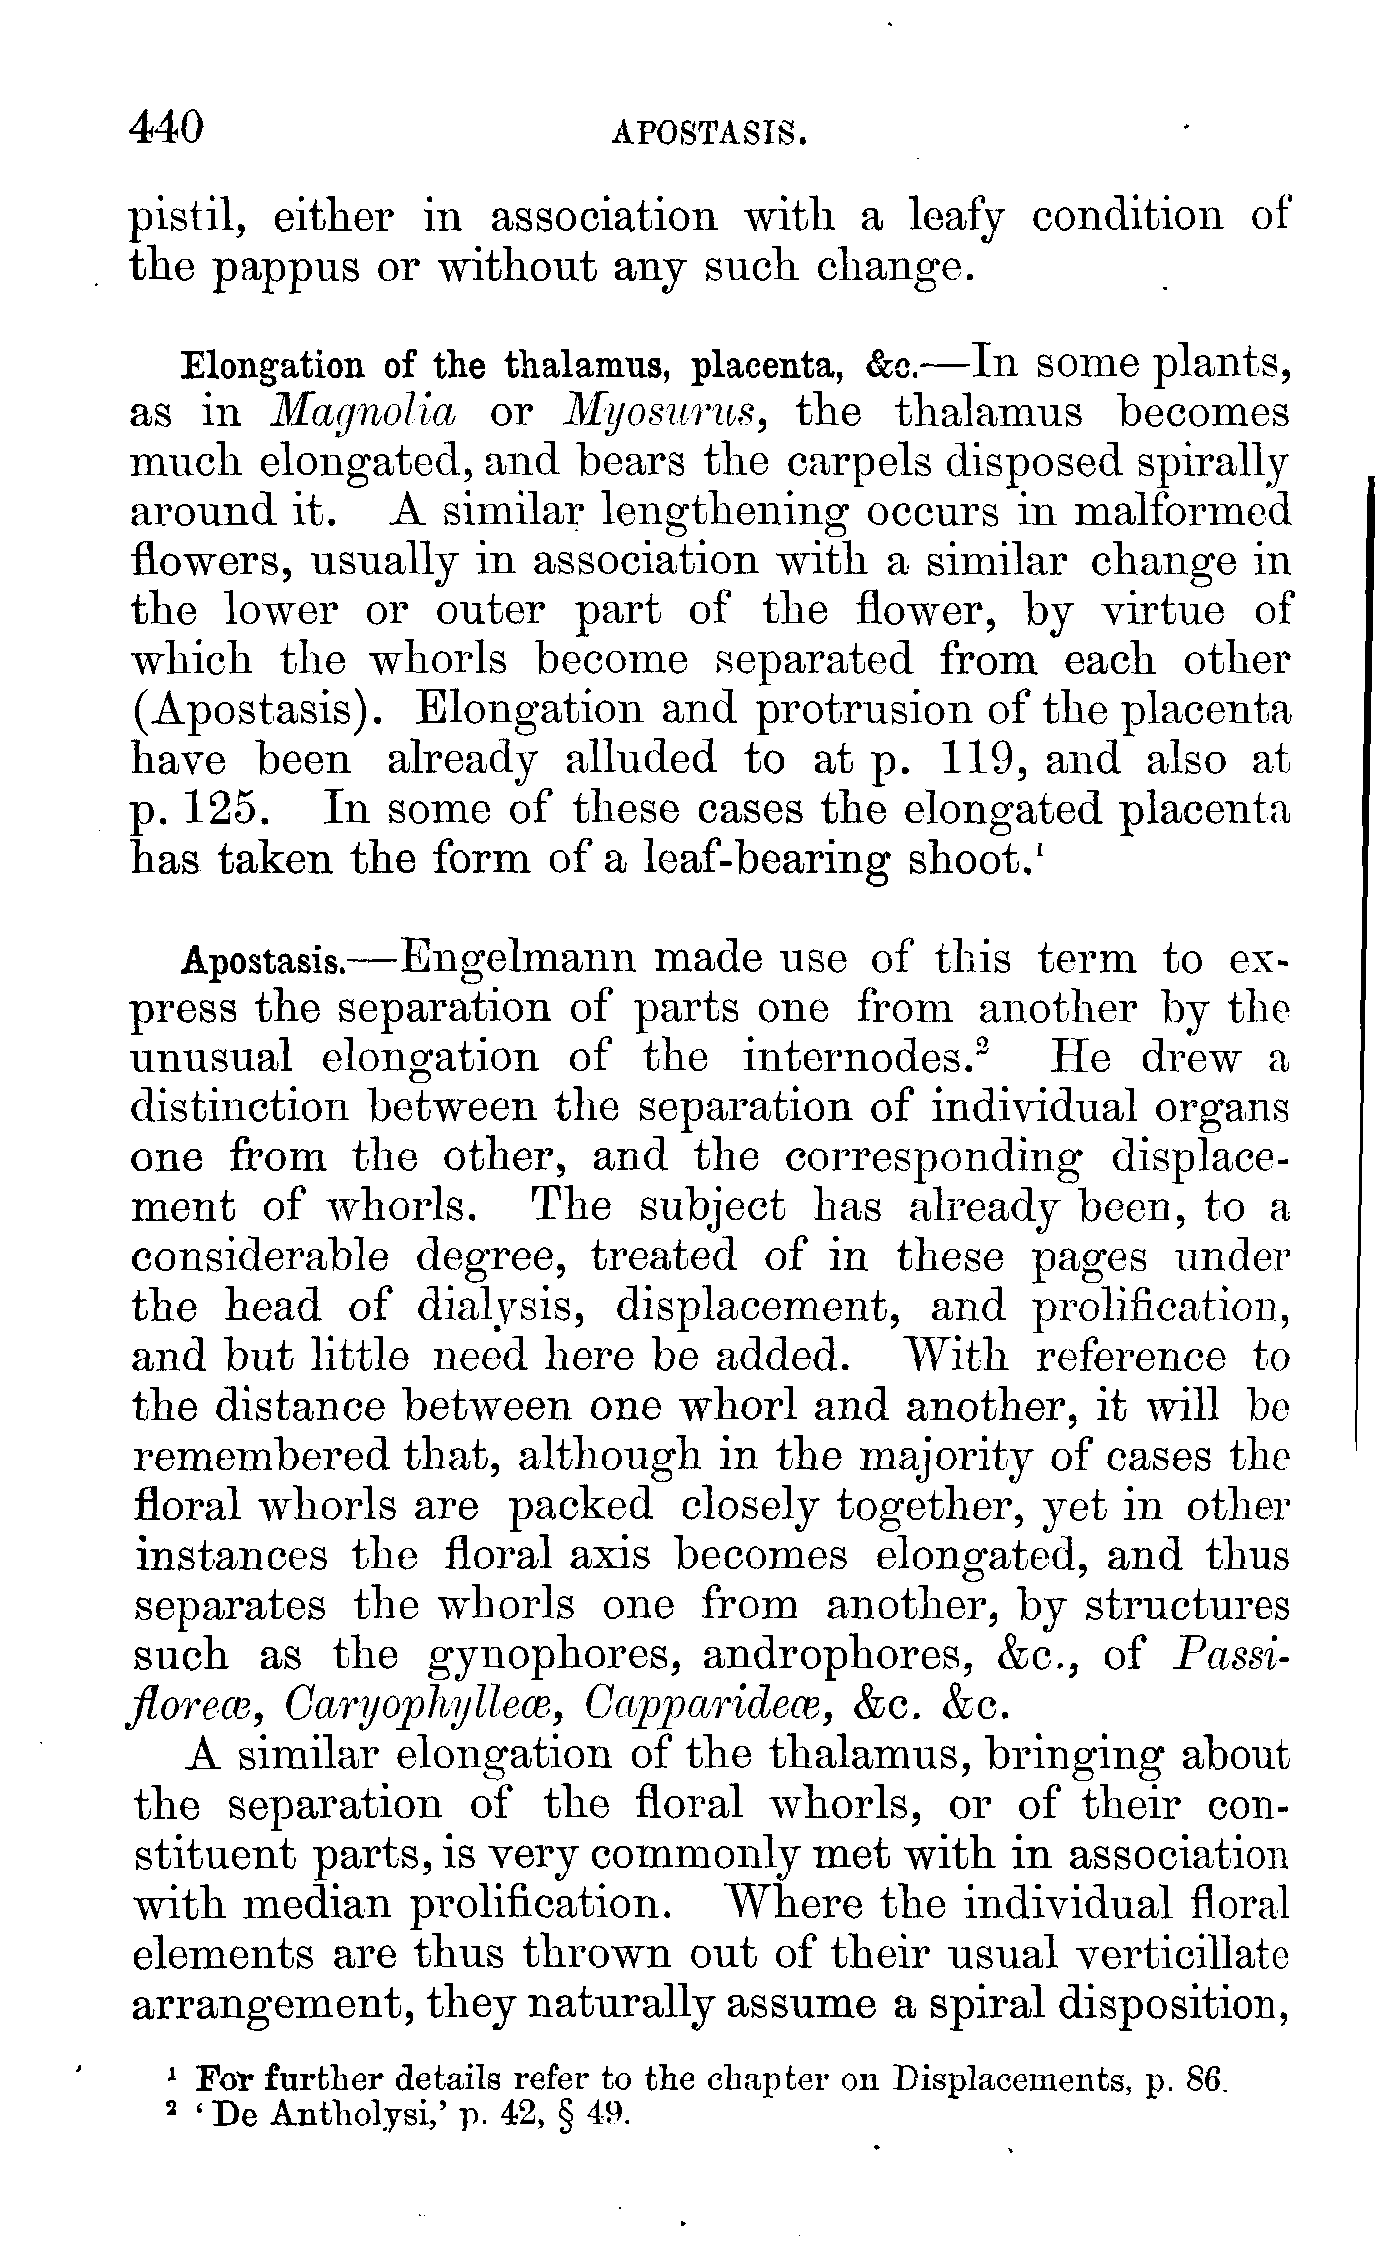 440 APOSTASIS.
pistil, either in association with a leafy condition of
the pappus or without any such change.
Elongation of the thalamus, placenta, &c.—In some plants,
as in Magnolia or Myosurus, the thalamus becomes
much elongated, and bears the carpels disposed spirally
around it. A similar lengthening occurs in malformed
flowers, usually in association with a similar change in
the lower or outer part of the flower, by virtue of
which the whorls become separated from each other
(Apostasis). Elongation and protrusion of the placenta
have been already alluded to at p. 119, and also at
p. 125. In some of these cases the elongated placenta
has taken the form of a leaf-bearing shoot.¹
Apostasis.—Engelmann made use of this term to ex-
press the separation of parts one from another by the
unusual elongation of the internodes.² He drew a
distinction between the separation of individual organs
one from the other, and the corresponding displace-
ment of whorls. The subject has already been, to a
considerable degree, treated of in these pages under
the head of dialysis, displacement, and prolification,
and but little need here be added. With reference to
the distance between one whorl and another, it will be
remembered that, although in the majority of cases the
floral whorls are packed closely together, yet in other
instances the floral axis becomes elongated, and thus
separates the whorls one from another, by structures
such as the gynophores, androphores, &c., of Passi-
floreæ, Caryophylleæ, Capparideæ, &c. &c.
A similar elongation of the thalamus, bringing about
the separation of the floral whorls, or of their con-
stituent parts, is very commonly met with in association
with median prolification. Where the individual floral
elements are thus thrown out of their usual verticillate
arrangement, they naturally assume a spiral disposition,
¹ For further details refer to the chapter on Displacements, p. 86.
² ‘De Antholysi,’ p. 42, § 49.